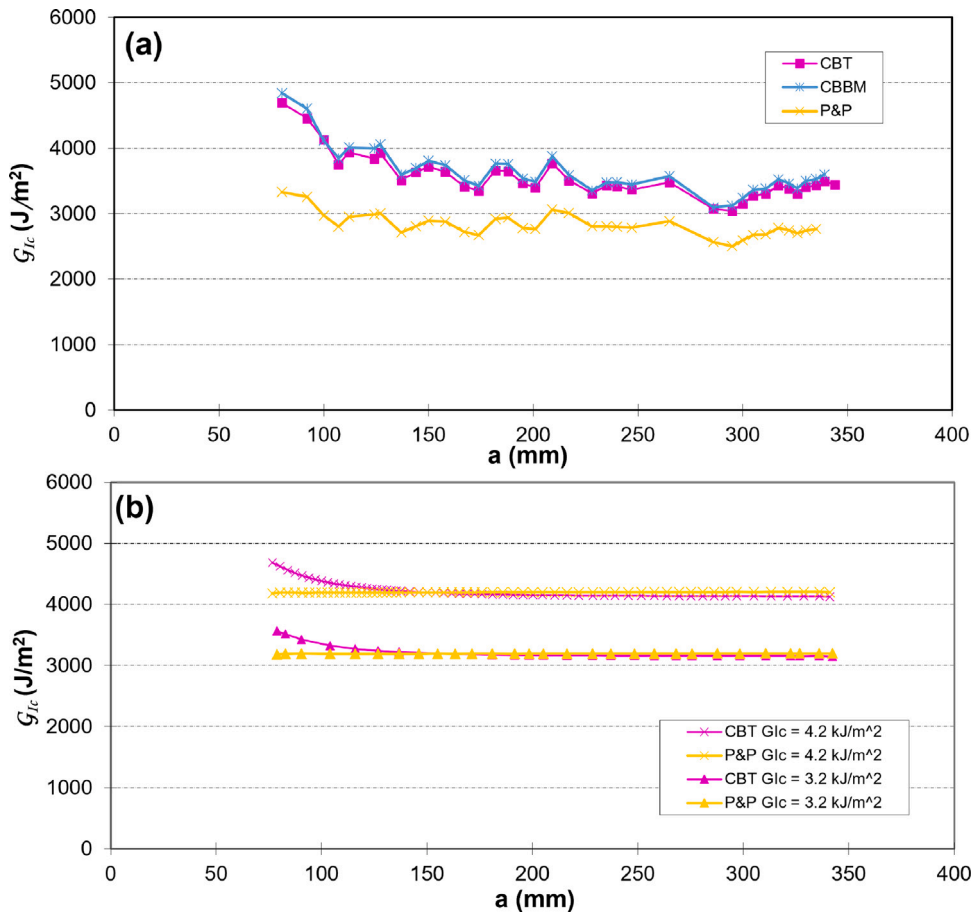 (a)
6000
5000
4000
3000
2000
1000
0
𝒢Ic (J/m²)
CBT
CBBM
P&P
0 50 100 150 200 250 300 350 400
a (mm)
(b)
6000
5000
4000
3000
2000
1000
0
𝒢Ic (J/m²)
CBT GIc = 4.2 kJ/m^2
P&P GIc = 4.2 kJ/m^2
CBT GIc = 3.2 kJ/m^2
P&P GIc = 3.2 kJ/m^2
0 50 100 150 200 250 300 350 400
a (mm)